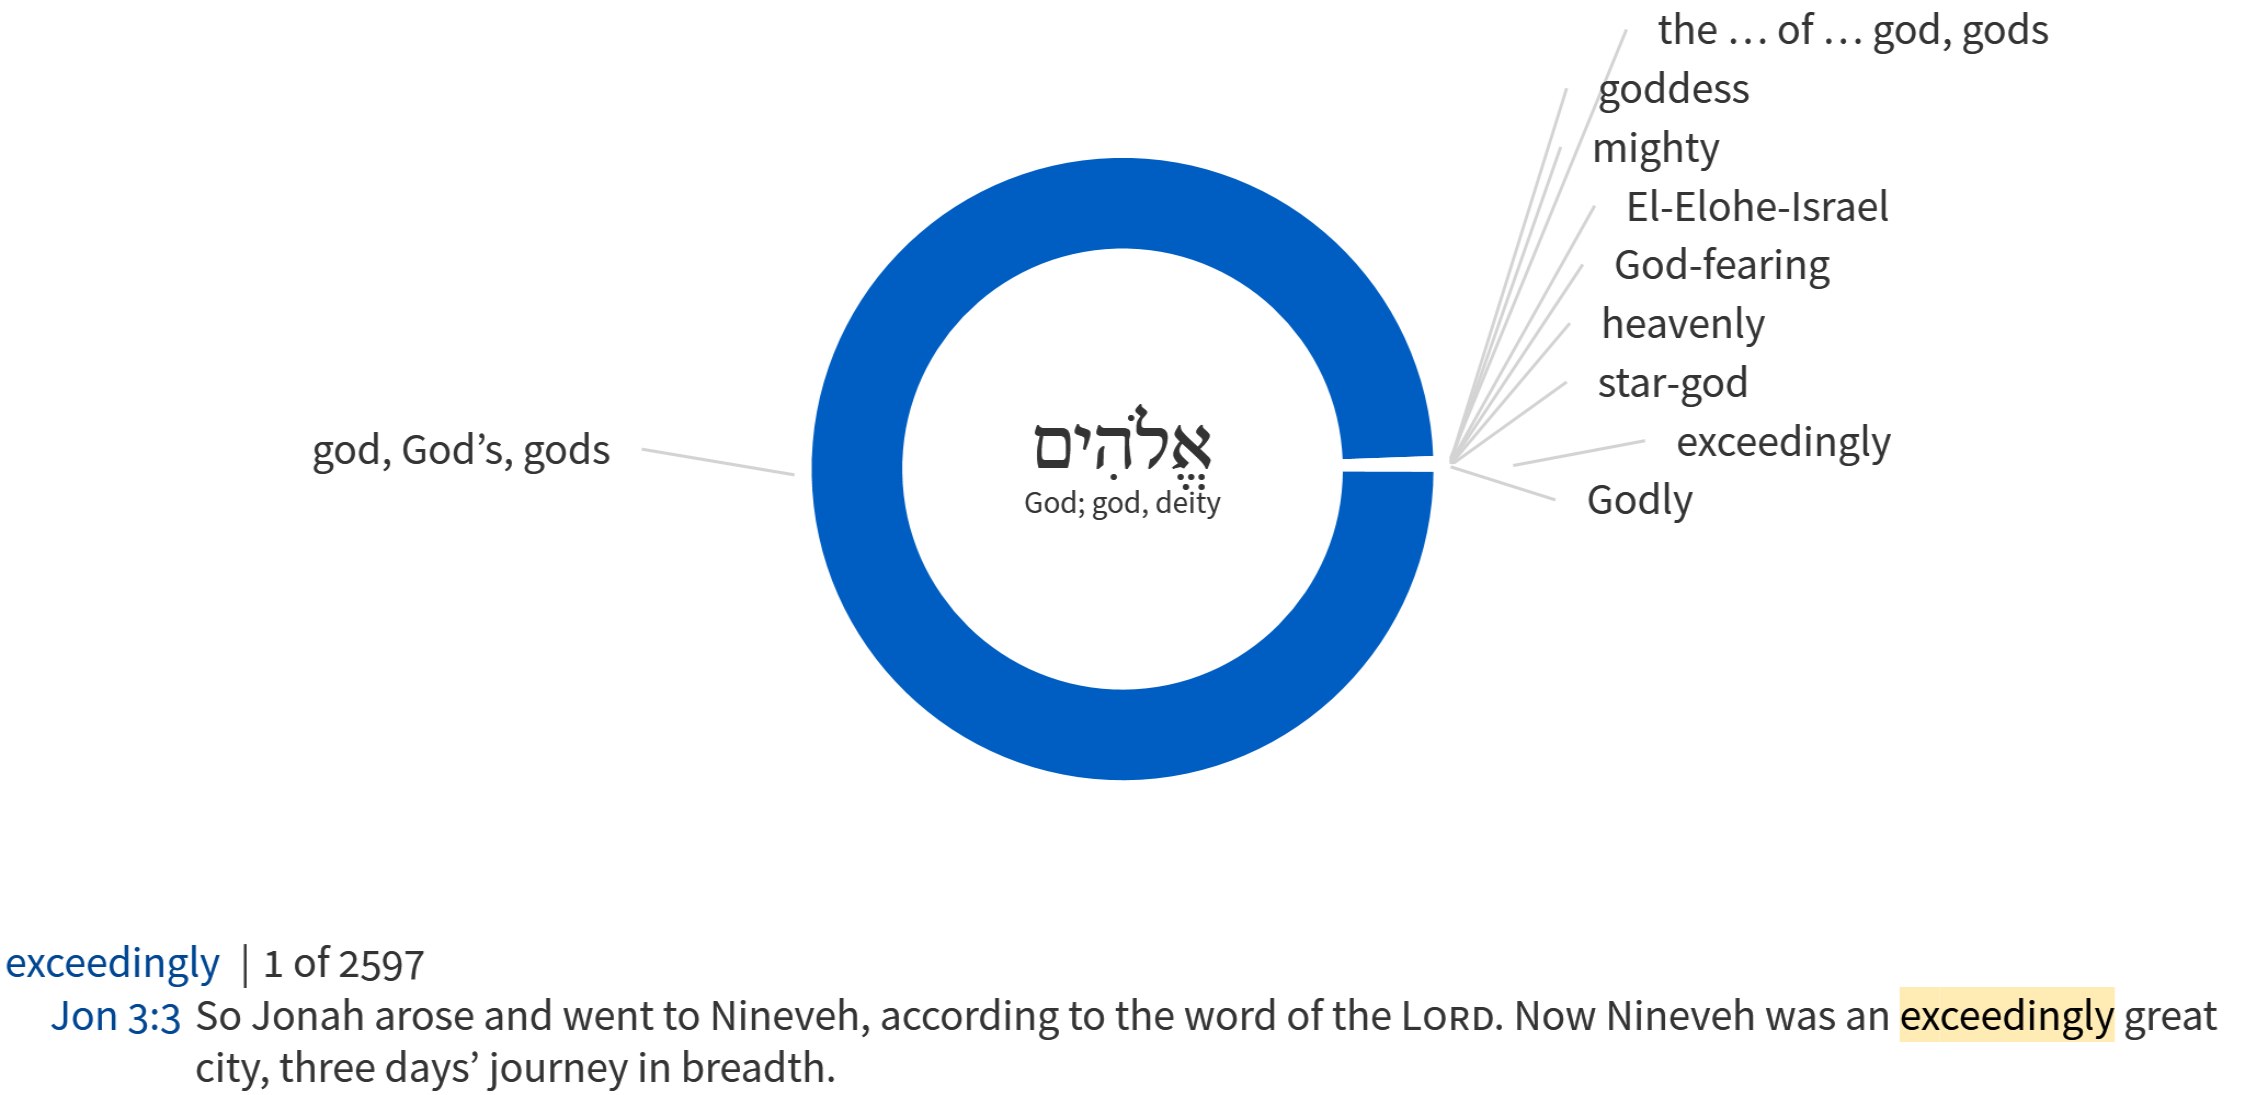 the … of … god, gods
goddess
mighty
El-Elohe-Israel
God-fearing
heavenly
star-god
exceedingly
Godly
god, God’s, gods
אֱלֹהִים
God; god, deity
exceedingly | 1 of 2597
Jon 3:3 So Jonah arose and went to Nineveh, according to the word of the LORD. Now Nineveh was an exceedingly great
city, three days’ journey in breadth.